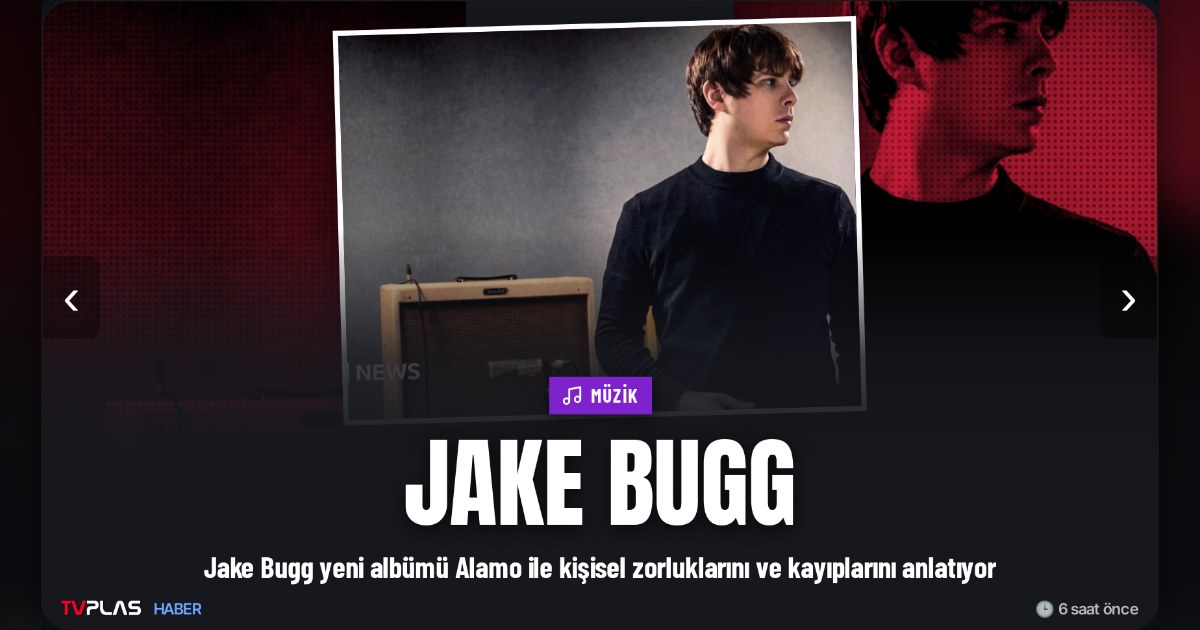 NEWS
MÜZİK
JAKE BUGG
Jake Bugg yeni albümü Alamo ile kişisel zorluklarını ve kayıplarını anlatıyor
TVPLAS HABER
6 saat önce